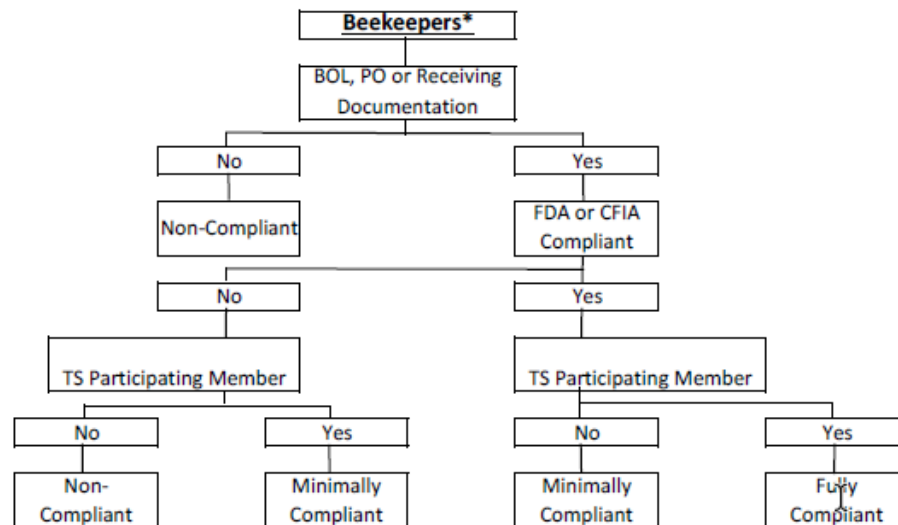 Beekeepers*
BOL, PO or Receiving
Documentation
No
Yes
Non-Compliant
FDA or CFIA
Compliant
No
Yes
TS Participating Member
TS Participating Member
No
Yes
No
Yes
Non-
Compliant
Minimally
Compliant
Minimally
Compliant
Fully
Compliant